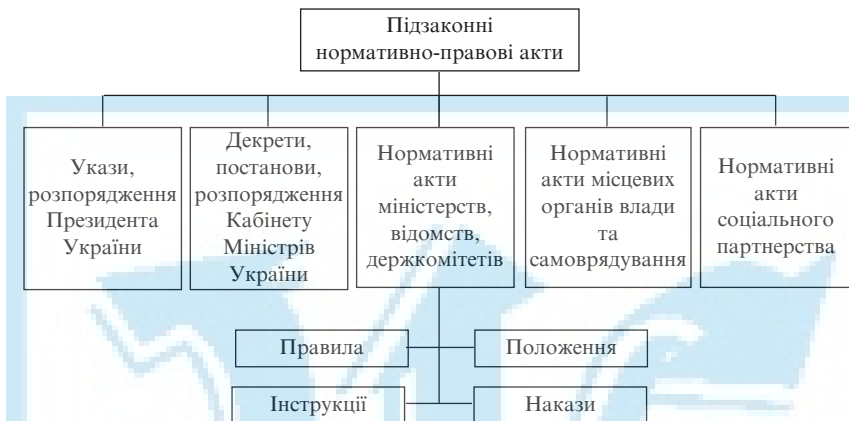 Підзаконні
нормативно-правові акти
Укази,
розпорядження
Президента
України
Декрети,
постанови,
розпорядження
Кабінету
Міністрів
України
Нормативні
акти
міністерств,
відомств,
держкомітетів
Нормативні
акти місцевих
органів влади
та
самоврядування
Нормативні
акти
соціального
партнерства
Правила
Положення
Інструкції
Накази